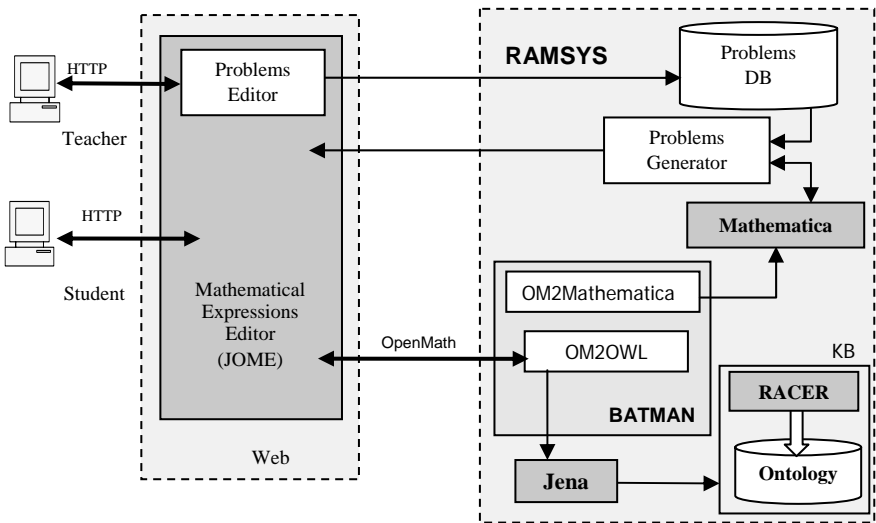 HTTP
Teacher
HTTP
Student
Problems
Editor
Mathematical
Expressions
Editor
(JOME)
Web
OpenMath
RAMSYS
Problems
DB
Problems
Generator
Mathematica
OM2Mathematica
OM2OWL
BATMAN
Jena
KB
RACER
Ontology